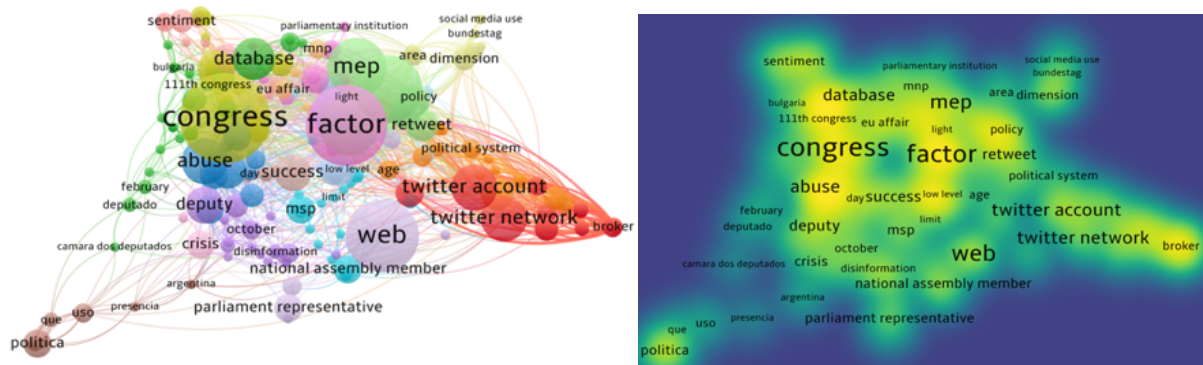 sentiment
social media use
bundestag
parliamentary institution
mnp
database
area dimension
mep
bulgaria
111th congress
eu affair
light
policy
congress
factor
retweet
political system
abuse
day success low level age
february
twitter account
deputado
deputy
msp
limit
twitter network
broker
october
web
camara dos deputados
crisis
disinformation
national assembly member
argentina
parliament representative
que
uso
presencia
politica
sentiment
social media use
bundestag
parliamentary institution
mnp
database
area dimension
mep
bulgaria
111th congress
eu affair
light
policy
congress
factor
retweet
political system
abuse
day success low level age
february
twitter account
deputado
deputy
msp
limit
twitter network
broker
october
web
camara dos deputados
crisis
disinformation
national assembly member
argentina
parliament representative
que
uso
presencia
politica